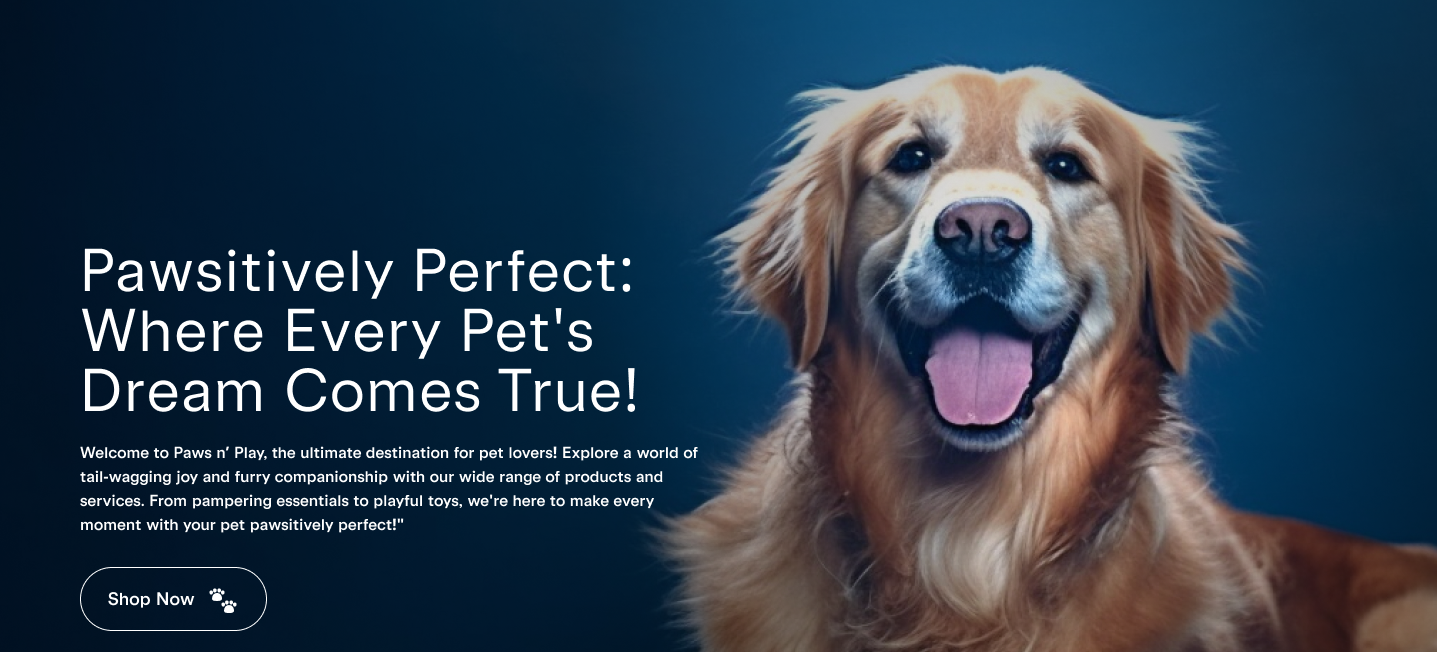 Pawsitively Perfect:
Where Every Pet's
Dream Comes True!
Welcome to Paws n’ Play, the ultimate destination for pet lovers! Explore a world of
tail-wagging joy and furry companionship with our wide range of products and
services. From pampering essentials to playful toys, we're here to make every
moment with your pet pawsitively perfect!"
Shop Now